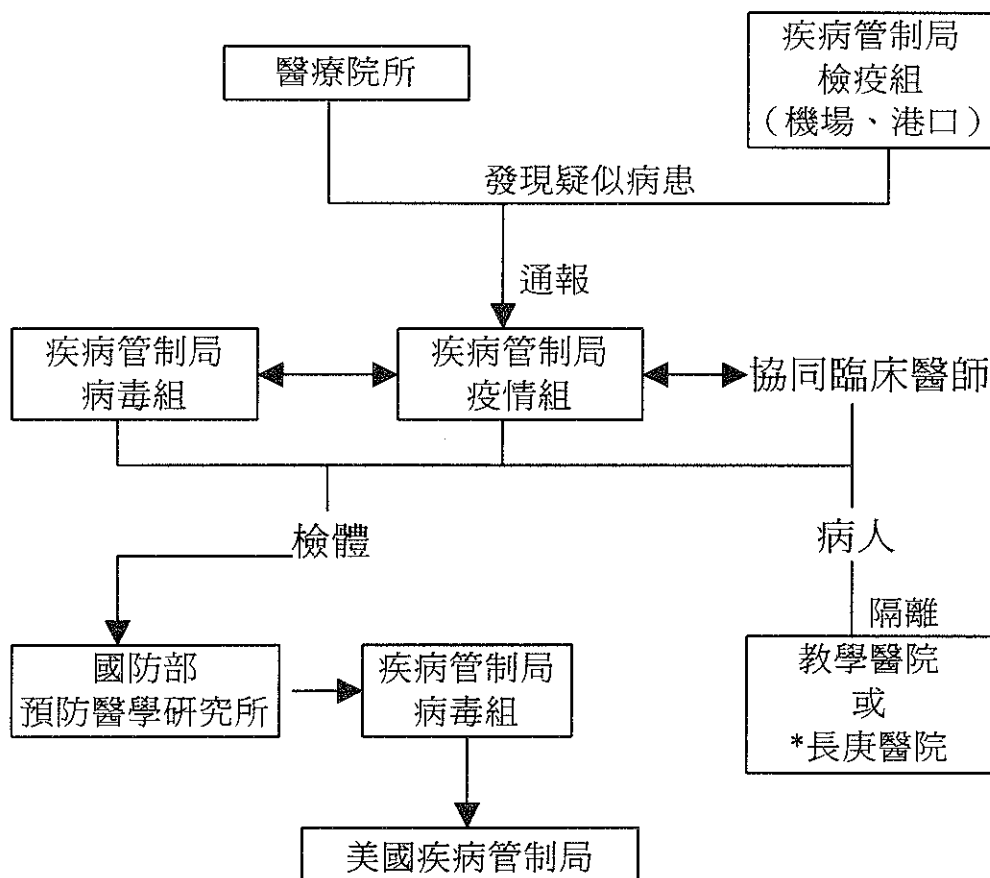 醫療院所
疾病管制局
檢疫組
（機場、港口）
發現疑似病患
通報
疾病管制局
病毒組
疾病管制局
疫情組
協同臨床醫師
檢體
病人
隔離
國防部
預防醫學研究所
疾病管制局
病毒組
教學醫院
或
*長庚醫院
美國疾病管制局